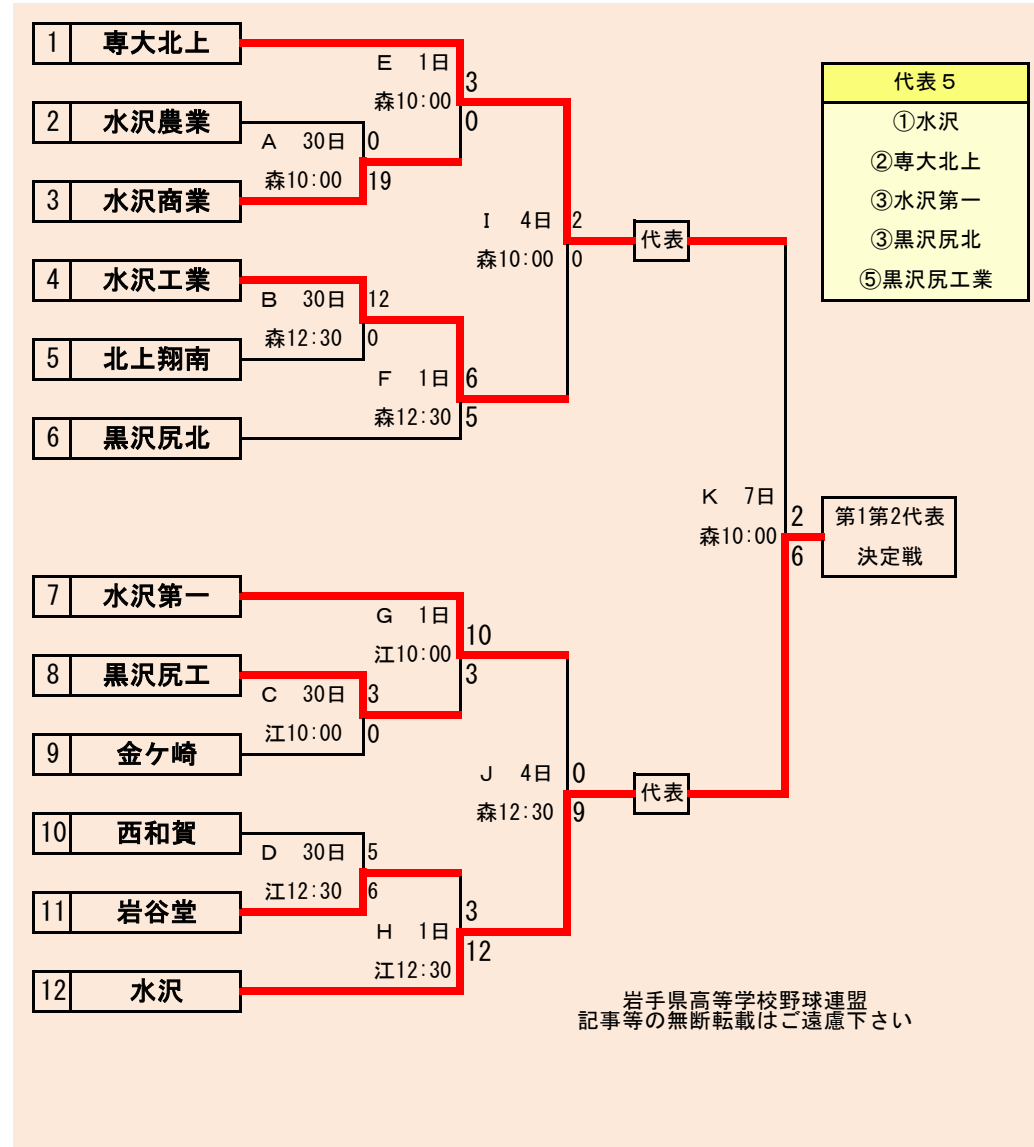 1 専大北上
E 1日
3
森10:00
0
2 水沢農業
A 30日
0
森10:00
19
3 水沢商業
I 4日
2
森10:00
0
代表
4 水沢工業
B 30日
12
森12:30
0
5 北上翔南
F 1日
6
森12:30
5
6 黒沢尻北
代表５
①水沢
②専大北上
③水沢第一
③黒沢尻北
⑤黒沢尻工業
K 7日
2
森10:00
6
第1第2代表
決定戦
7 水沢第一
G 1日
10
江10:00
3
8 黒沢尻工
C 30日
3
江10:00
0
9 金ケ崎
J 4日
0
森12:30
9
代表
10 西和賀
D 30日
5
江12:30
6
11 岩谷堂
3
H 1日
12
江12:30
12 水沢
岩手県高等学校野球連盟
記事等の無断転載はご遠慮下さい